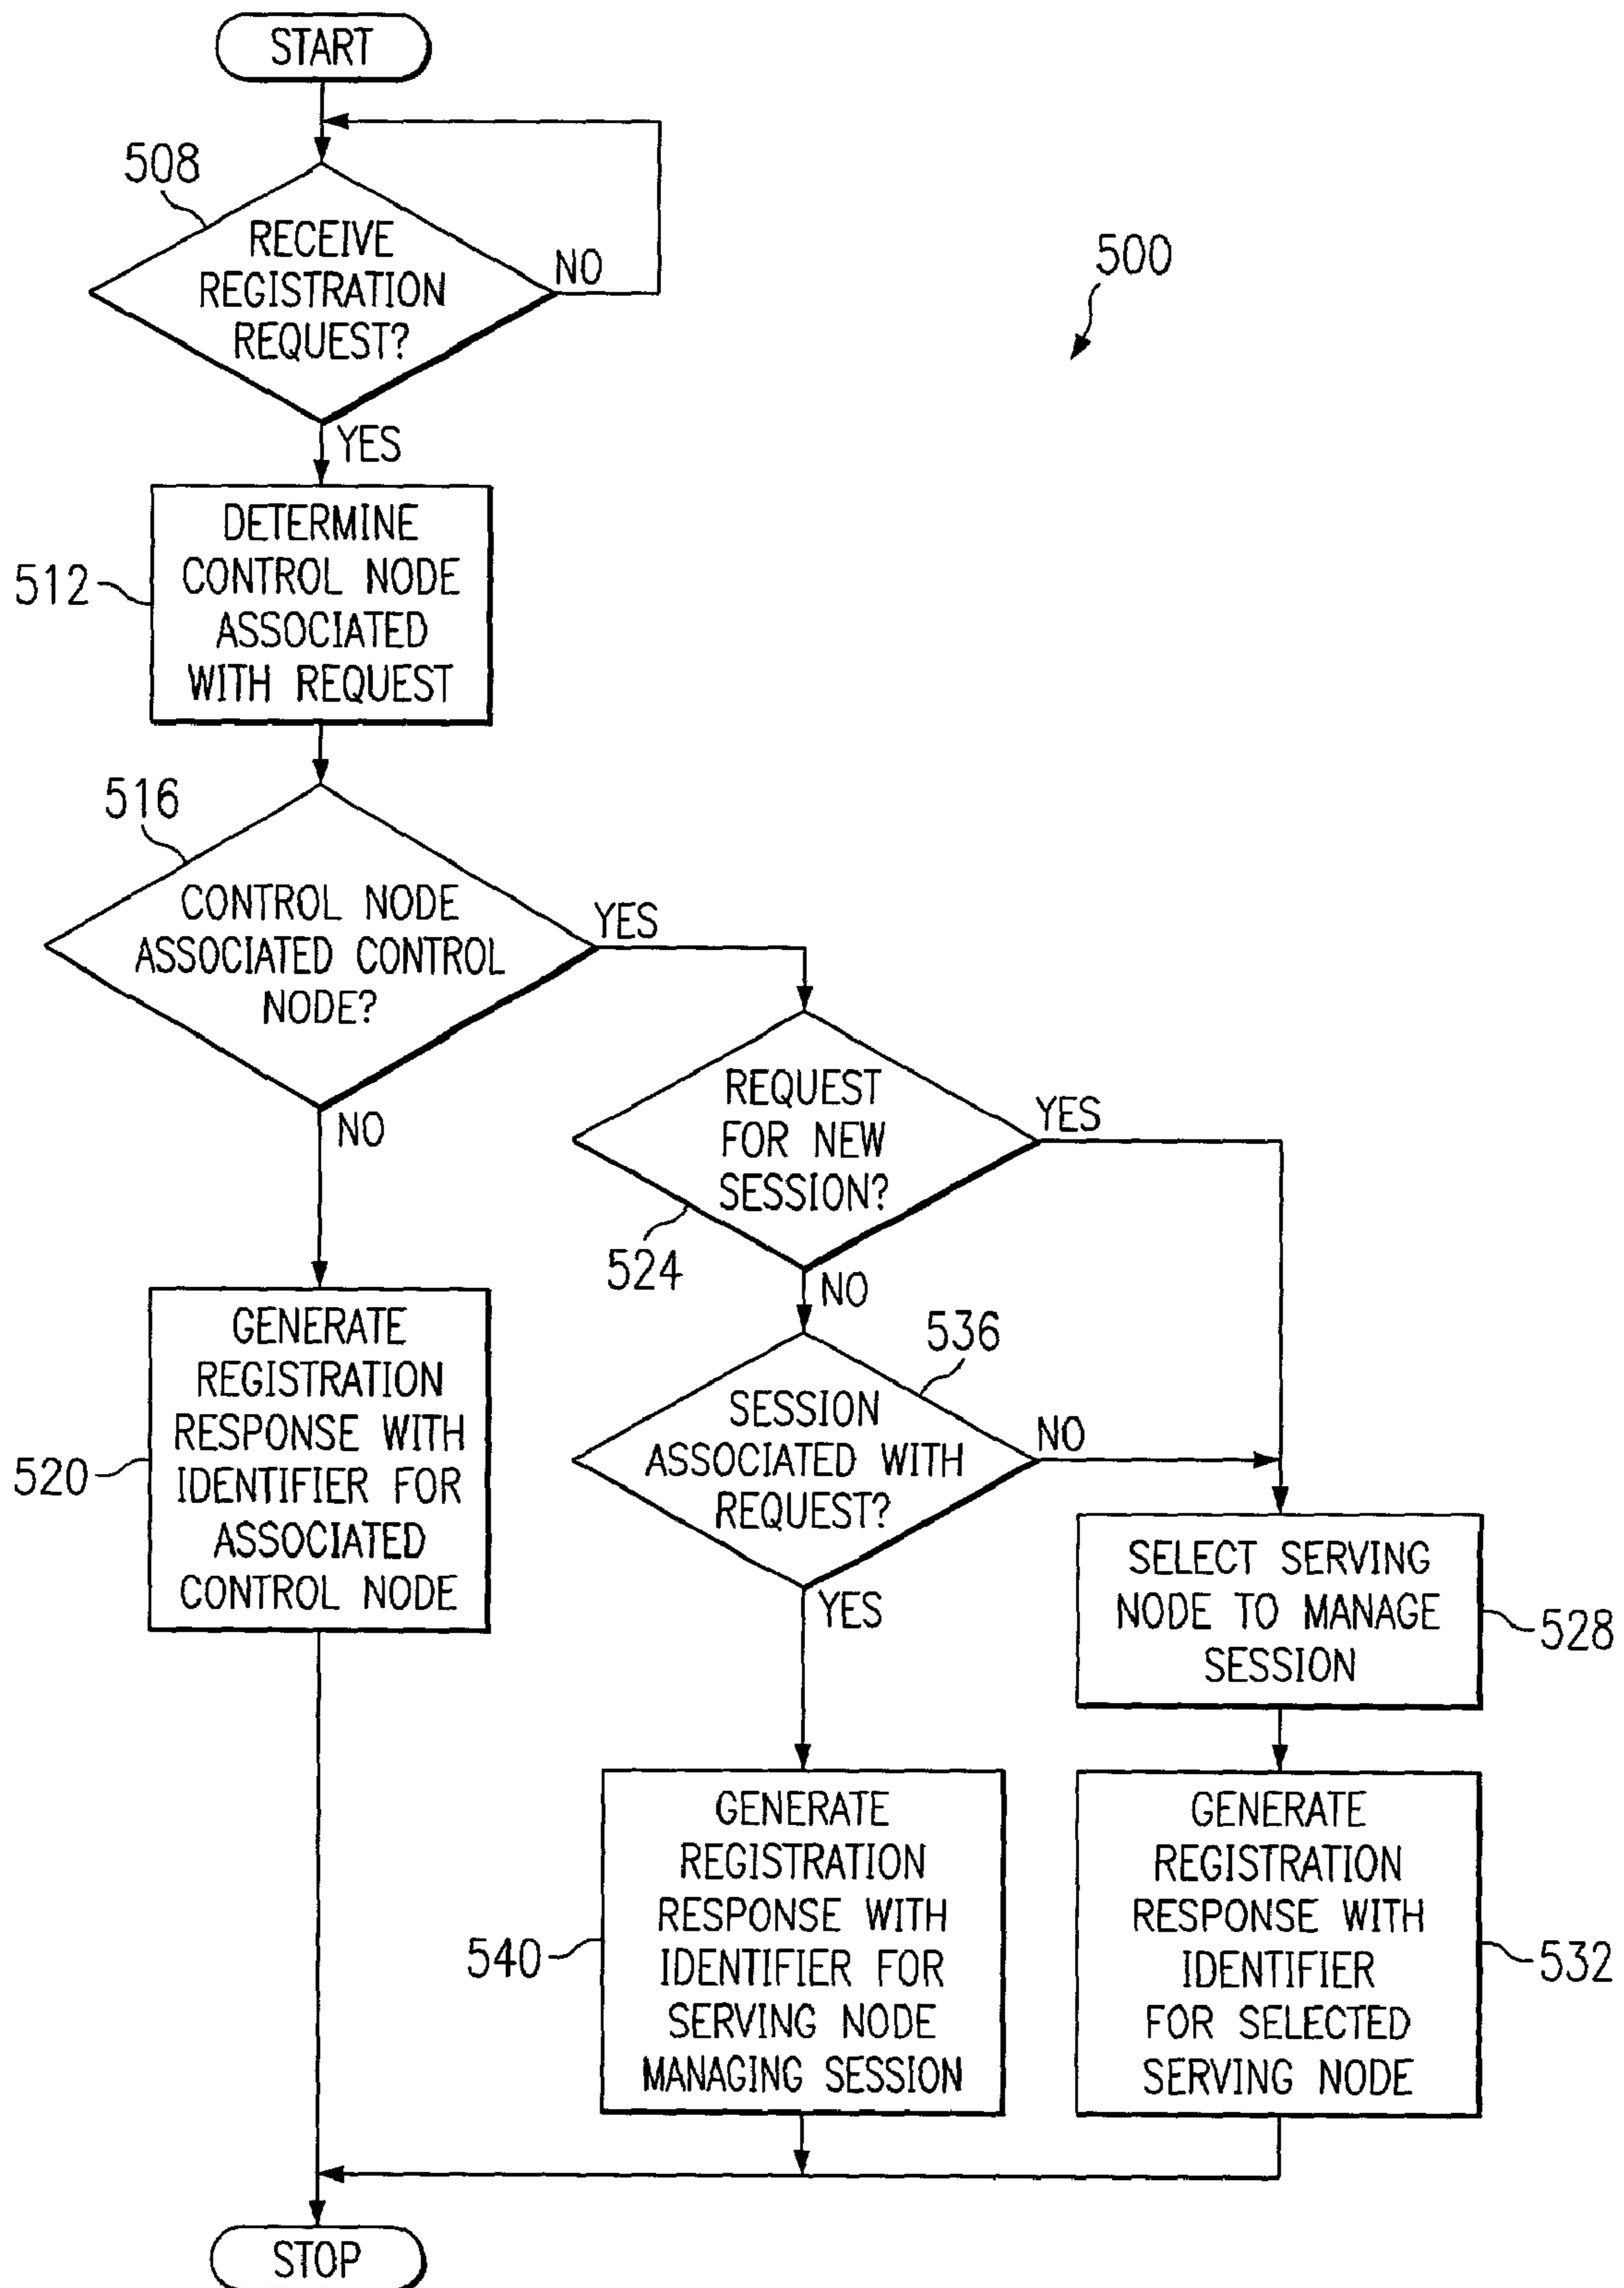 START
508
RECEIVE
REGISTRATION
REQUEST?
NO
500
YES
512
DETERMINE
CONTROL NODE
ASSOCIATED
WITH REQUEST
516
CONTROL NODE
ASSOCIATED CONTROL
NODE?
YES
NO
REQUEST
FOR NEW
SESSION?
YES
524
NO
520
GENERATE
REGISTRATION
RESPONSE WITH
IDENTIFIER FOR
ASSOCIATED
CONTROL NODE
536
SESSION
ASSOCIATED WITH
REQUEST?
NO
YES
SELECT SERVING
NODE TO MANAGE
SESSION
528
540
GENERATE
REGISTRATION
RESPONSE WITH
IDENTIFIER FOR
SERVING NODE
MANAGING SESSION
GENERATE
REGISTRATION
RESPONSE WITH
IDENTIFIER
FOR SELECTED
SERVING NODE
532
STOP